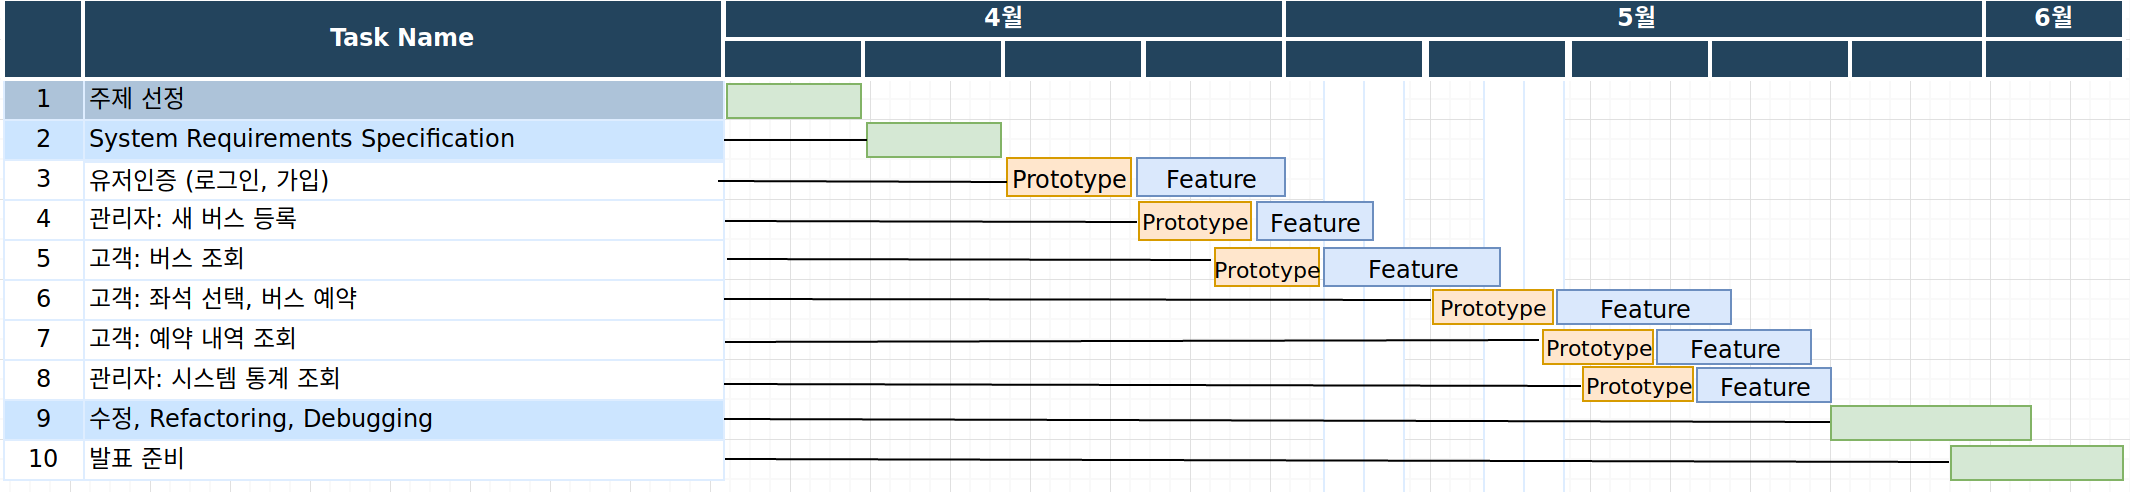 Task Name
4월
5월
6월
1 주제 선정
2 System Requirements Specification
3 유저인증 (로그인, 가입) Prototype Feature
4 관리자: 새 버스 등록 Prototype Feature
5 고객: 버스 조회 Prototype Feature
6 고객: 좌석 선택, 버스 예약 Prototype Feature
7 고객: 예약 내역 조회 Prototype Feature
8 관리자: 시스템 통계 조회 Prototype Feature
9 수정, Refactoring, Debugging
10 발표 준비